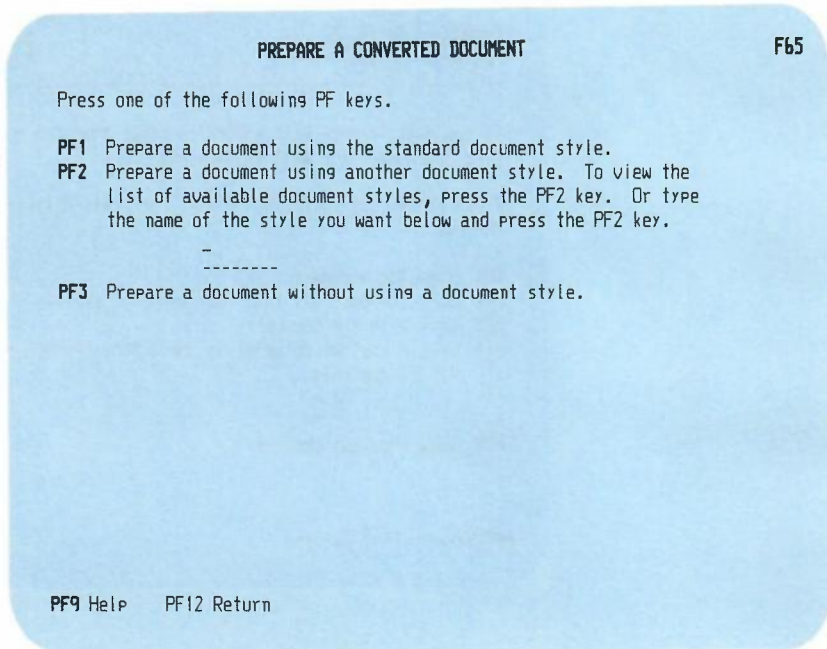 PREPARE A CONVERTED DOCUMENT F65
Press one of the following PF keys.
PF1 Prepare a document using the standard document style.
PF2 Prepare a document using another document style. To view the
list of available document styles, press the PF2 key. Or type
the name of the style you want below and press the PF2 key.
_
--------
PF3 Prepare a document without using a document style.
PF9 Help PF12 Return